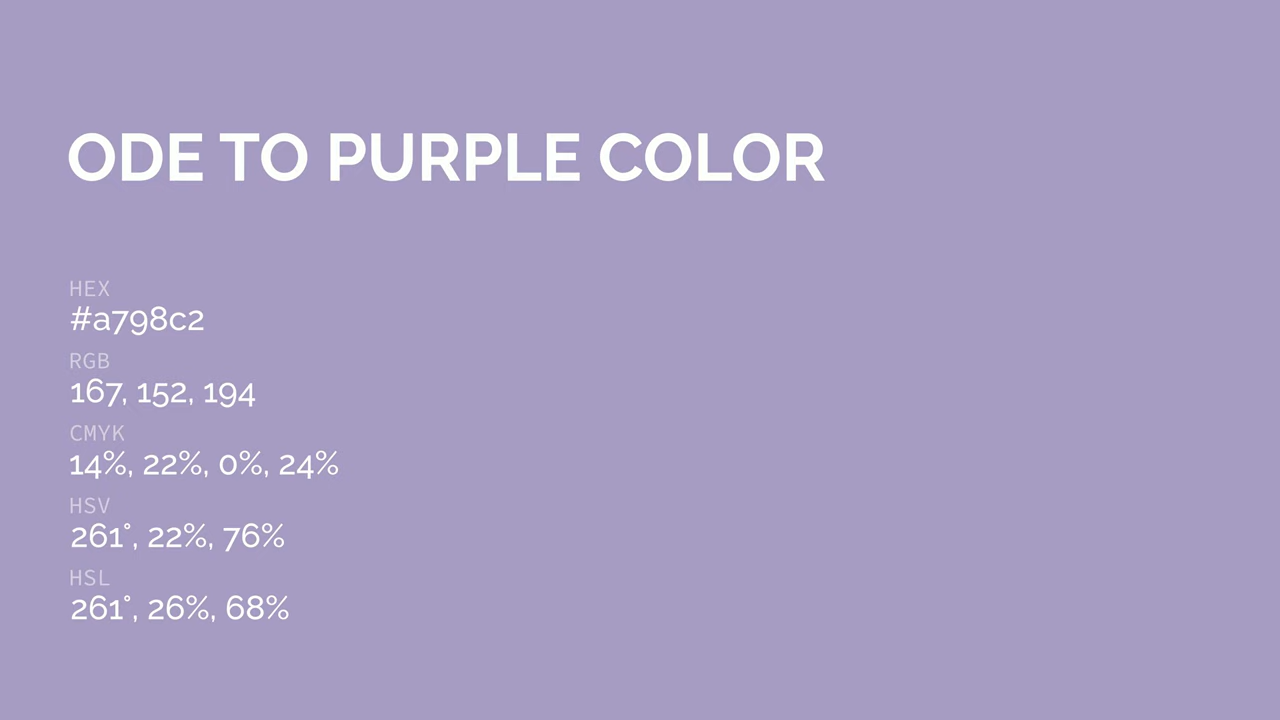 ODE TO PURPLE COLOR
HEX
#a798c2
RGB
167, 152, 194
CMYK
14%, 22%, 0%, 24%
HSV
261°, 22%, 76%
HSL
261°, 26%, 68%